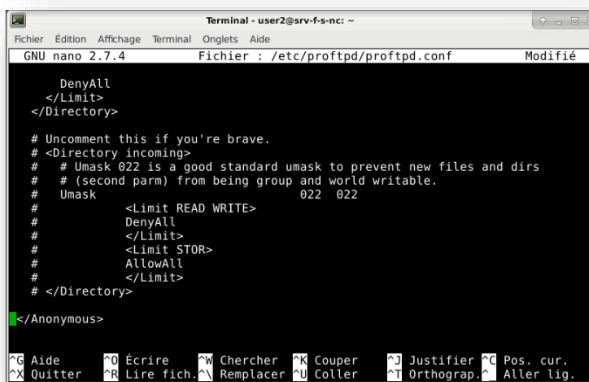 Terminal - user2@srv-f-s-nc: ~
Fichier Édition Affichage Terminal Onglets Aide
GNU nano 2.7.4 Fichier : /etc/proftpd/proftpd.conf Modifié
DenyAll
</Limit>
</Directory>
# Uncomment this if you're brave.
# <Directory incoming>
# # Umask 022 is a good standard umask to prevent new files and dirs
# # (second parm) from being group and world writable.
# Umask 022 022
# <Limit READ WRITE>
# DenyAll
# </Limit>
# <Limit STOR>
# AllowAll
# </Limit>
# </Directory>
</Anonymous>
^G Aide ^O Écrire ^W Chercher ^K Couper ^J Justifier ^C Pos. cur.
^X Quitter ^R Lire fich. ^\ Remplacer ^U Coller ^T Orthograp. ^_ Aller lig.